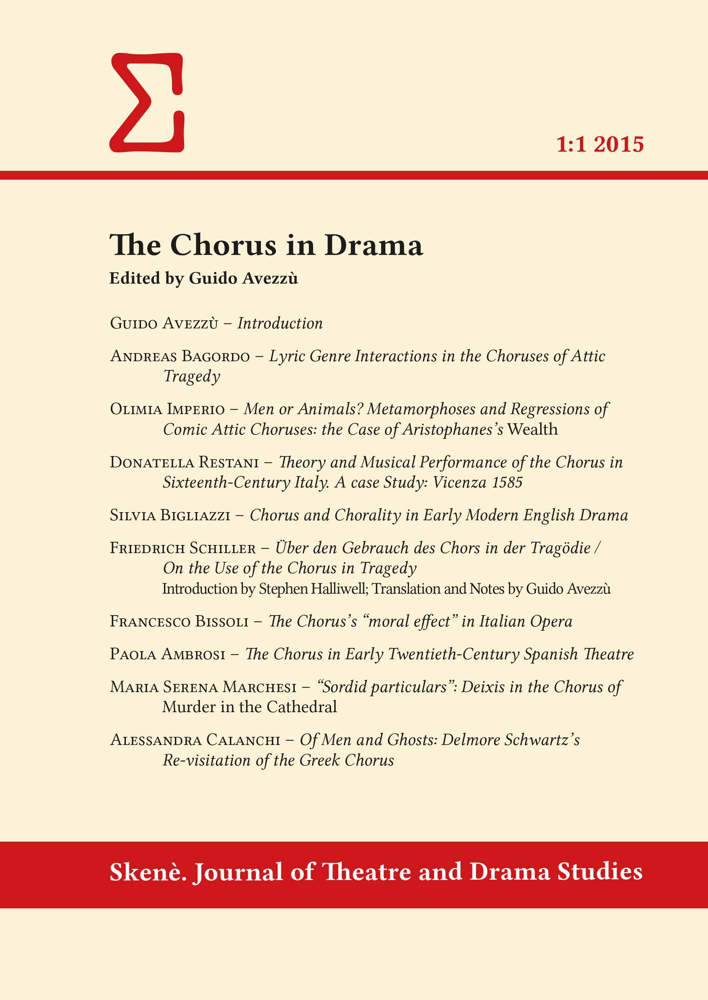 Σ
1:1 2015
The Chorus in Drama
Edited by Guido Avezzù
Guido Avezzù – Introduction
Andreas Bagordo – Lyric Genre Interactions in the Choruses of Attic
Tragedy
Olimia Imperio – Men or Animals? Metamorphoses and Regressions of
Comic Attic Choruses: the Case of Aristophanes’s Wealth
Donatella Restani – Theory and Musical Performance of the Chorus in
Sixteenth-Century Italy. A case Study: Vicenza 1585
Silvia Bigliazzi – Chorus and Chorality in Early Modern English Drama
Friedrich Schiller – Über den Gebrauch des Chors in der Tragödie /
On the Use of the Chorus in Tragedy
Introduction by Stephen Halliwell; Translation and Notes by Guido Avezzù
Francesco Bissoli – The Chorus’s “moral effect” in Italian Opera
Paola Ambrosi – The Chorus in Early Twentieth-Century Spanish Theatre
Maria Serena Marchesi – “Sordid particulars”: Deixis in the Chorus of
Murder in the Cathedral
Alessandra Calanchi – Of Men and Ghosts: Delmore Schwartz’s
Re-visitation of the Greek Chorus
Skenè. Journal of Theatre and Drama Studies